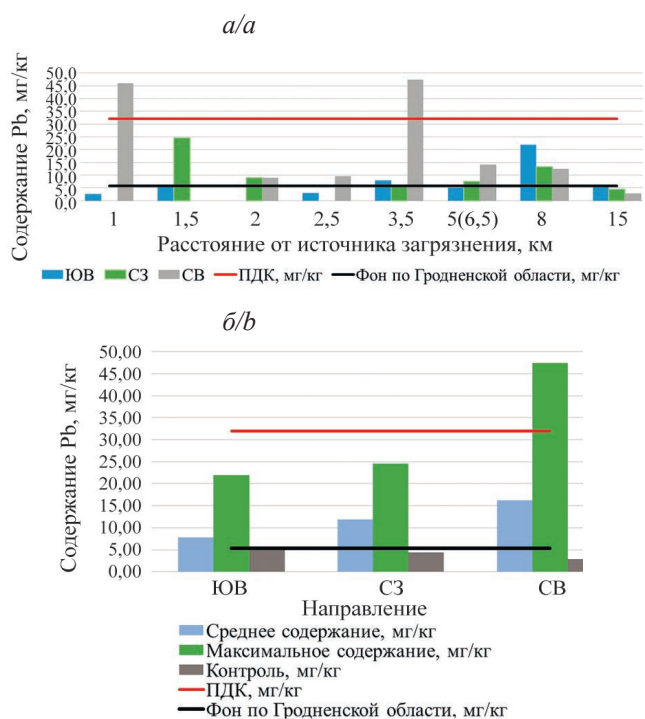 а/a
Содержание Pb, мг/кг
50,0
45,0
40,0
35,0
30,0
25,0
20,0
15,0
10,0
5,0
0,0
1 1,5 2 2,5 3,5 5(6,5) 8 15
Расстояние от источника загрязнения, км
ЮВ СЗ СВ ПДК, мг/кг Фон по Гродненской области, мг/кг
б/b
Содержание Pb, мг/кг
50,00
45,00
40,00
35,00
30,00
25,00
20,00
15,00
10,00
5,00
0,00
ЮВ СЗ СВ
Направление
Среднее содержание, мг/кг
Максимальное содержание, мг/кг
Контроль, мг/кг
ПДК, мг/кг
Фон по Гродненской области, мг/кг